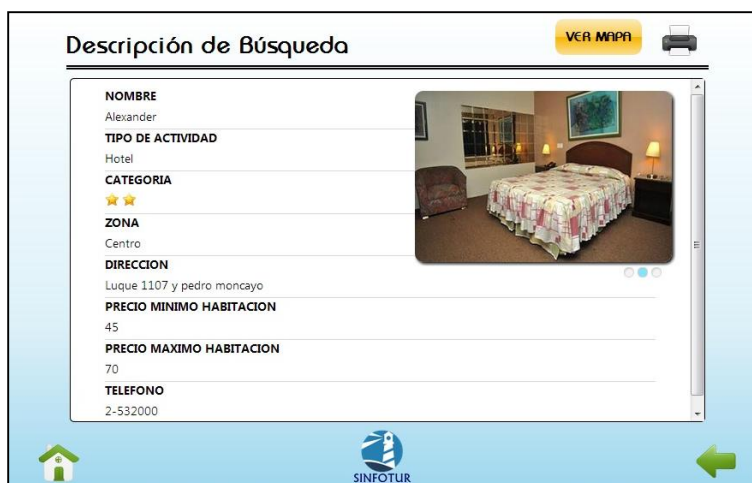 Descripción de Búsqueda
VER MAPA
NOMBRE
Alexander
TIPO DE ACTIVIDAD
Hotel
CATEGORIA
ZONA
Centro
DIRECCION
Luque 1107 y pedro moncayo
PRECIO MINIMO HABITACION
45
PRECIO MAXIMO HABITACION
70
TELEFONO
2-532000
SINFOTUR